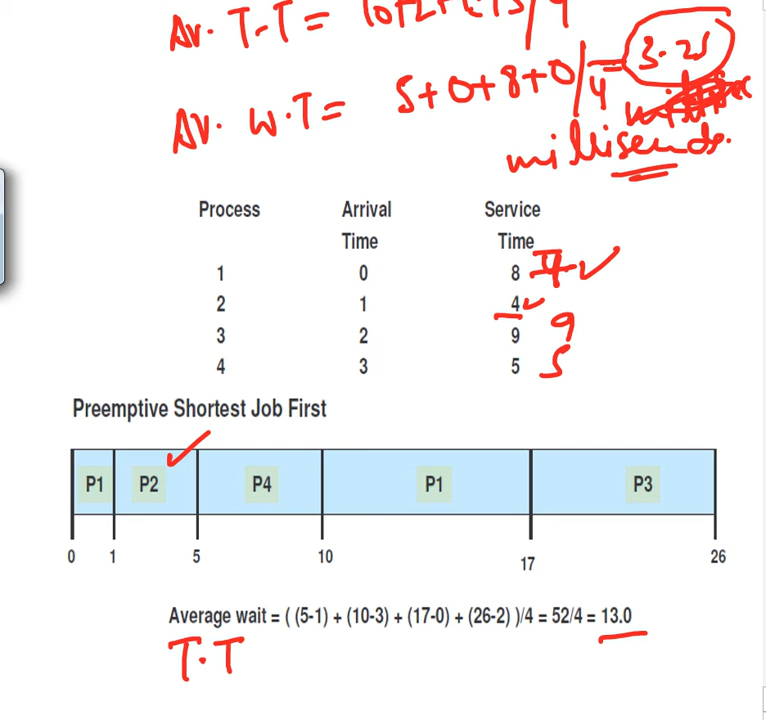 Av. T.T =
Av. W.T = 5+0+8+0/4 = 3.25
milliseconds.
Process Arrival Time Service Time
1 0 8
2 1 4
3 2 9 9
4 3 5 5
Preemptive Shortest Job First
P1 P2 P4 P1 P3
0 1 5 10 17 26
Average wait = ( (5-1) + (10-3) + (17-0) + (26-2) )/4 = 52/4 = 13.0
T.T